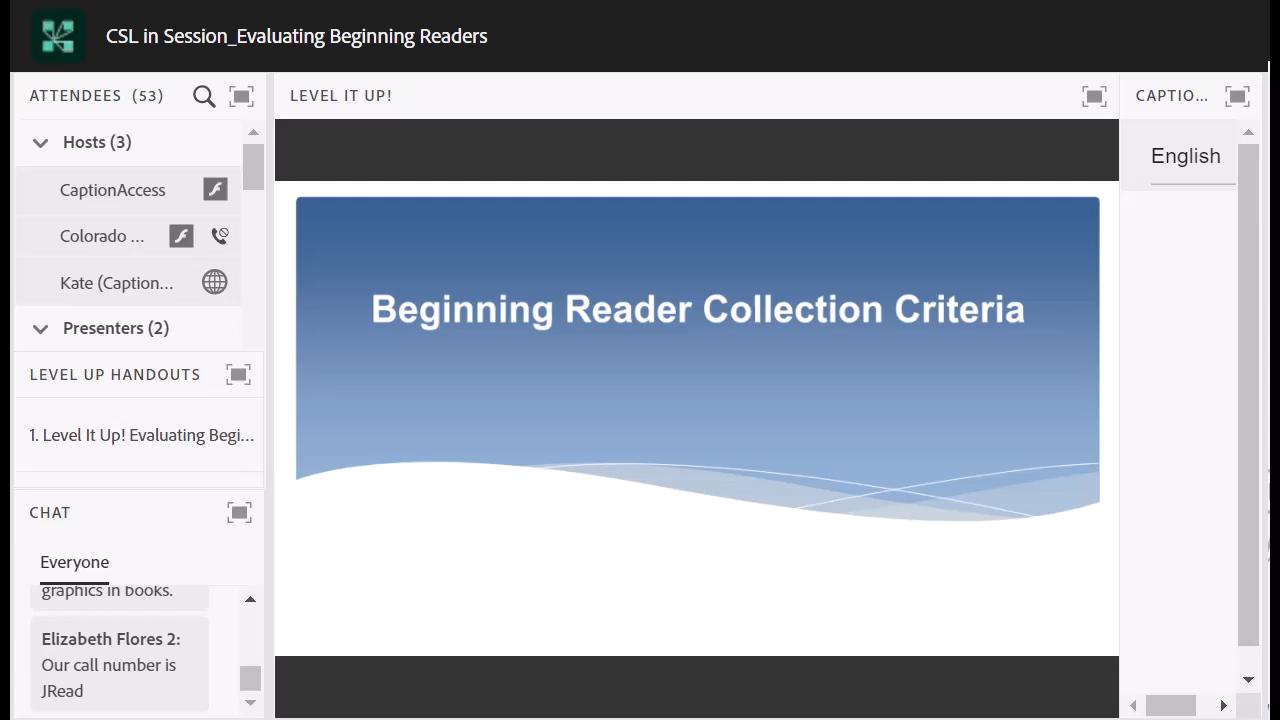 CSL in Session_Evaluating Beginning Readers
ATTENDEES (53)
Hosts (3)
CaptionAccess
Colorado ...
Kate (Caption...
Presenters (2)
LEVEL UP HANDOUTS
1. Level It Up! Evaluating Begi...
CHAT
Everyone
graphics in books.
Elizabeth Flores 2:
Our call number is
JRead
LEVEL IT UP!
Beginning Reader Collection Criteria
CAPTIO...
English